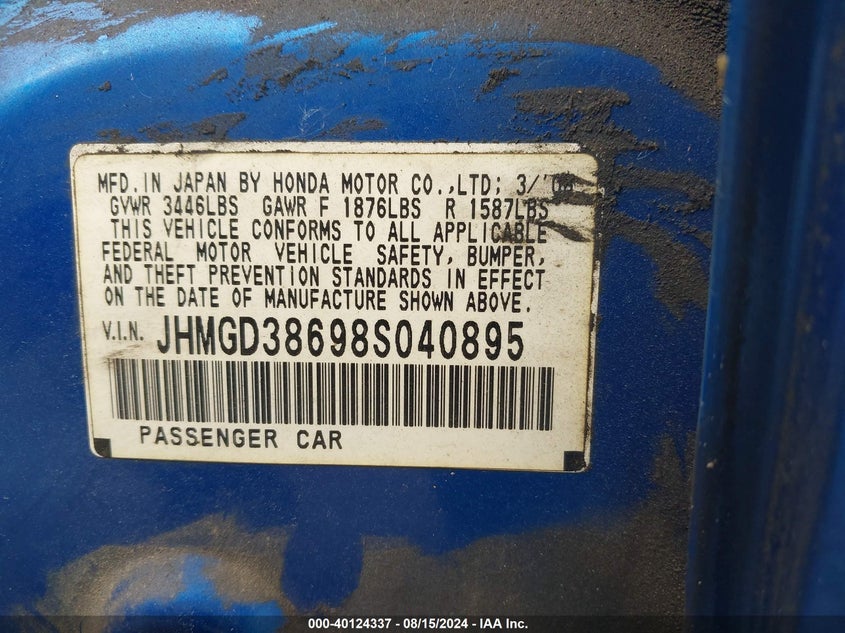 MFD.IN JAPAN BY HONDA MOTOR CO.,LTD; 3/'08
GVWR 3446LBS GAWR F 1876LBS R 1587LBS
THIS VEHICLE CONFORMS TO ALL APPLICABLE
FEDERAL MOTOR VEHICLE SAFETY, BUMPER,
AND THEFT PREVENTION STANDARDS IN EFFECT
ON THE DATE OF MANUFACTURE SHOWN ABOVE.
V.I.N. JHMGD38698S040895
PASSENGER CAR
000-40124337 - 08/15/2024 - IAA Inc.